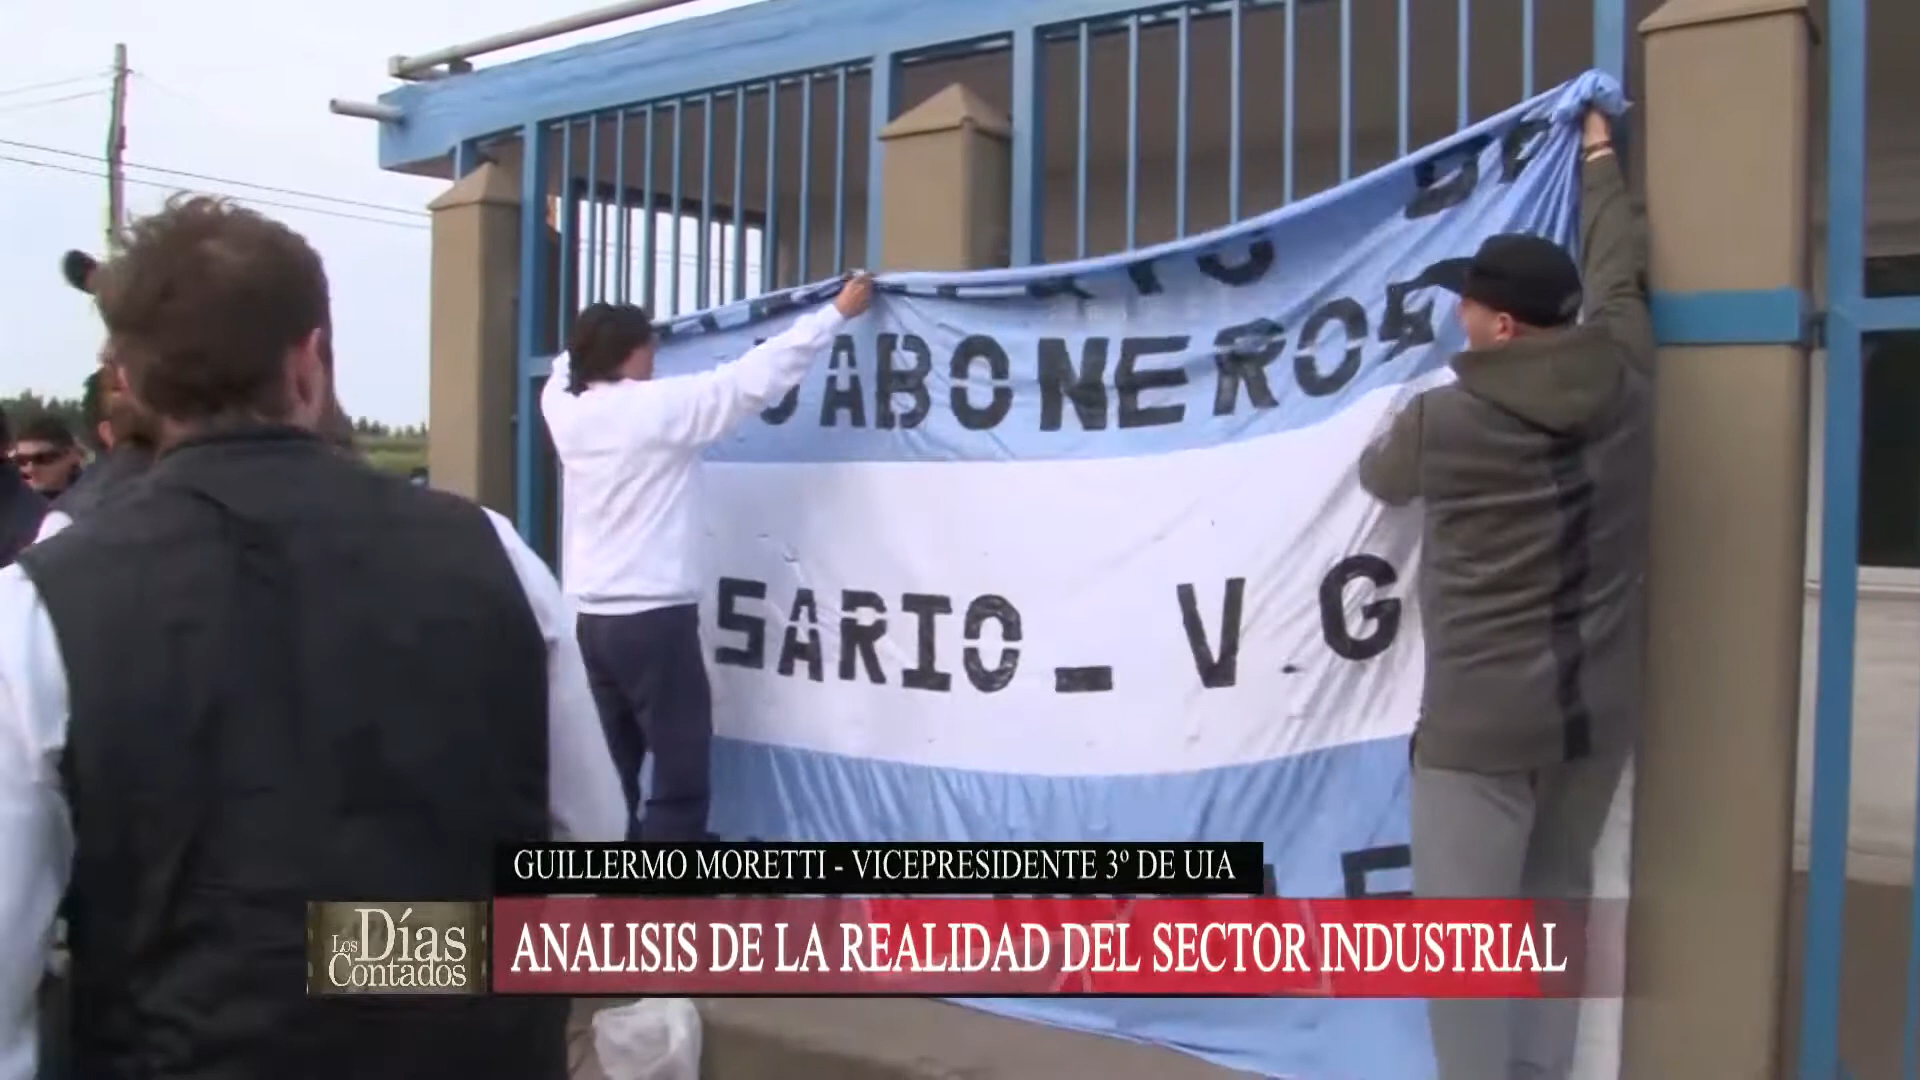 JABONEROS
SARIO_ V.G
GUILLERMO MORETTI - VICEPRESIDENTE 3º DE UIA
Los Días Contados
ANALISIS DE LA REALIDAD DEL SECTOR INDUSTRIAL